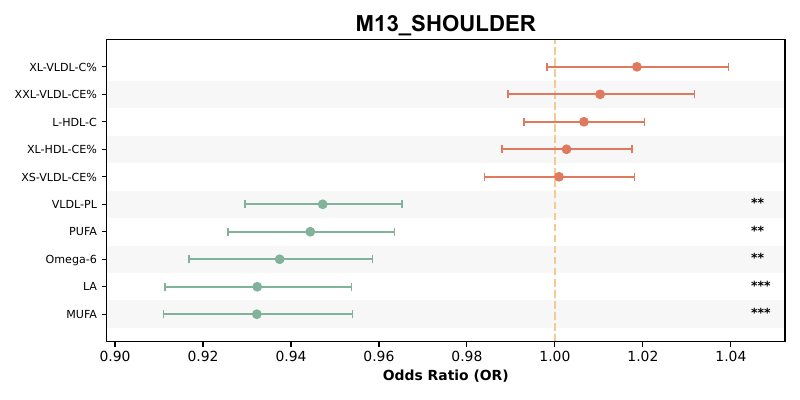 M13_SHOULDER
XL-VLDL-C%
XXL-VLDL-CE%
L-HDL-C
XL-HDL-CE%
XS-VLDL-CE%
VLDL-PL **
PUFA **
Omega-6 **
LA ***
MUFA ***
0.90 0.92 0.94 0.96 0.98 1.00 1.02 1.04
Odds Ratio (OR)